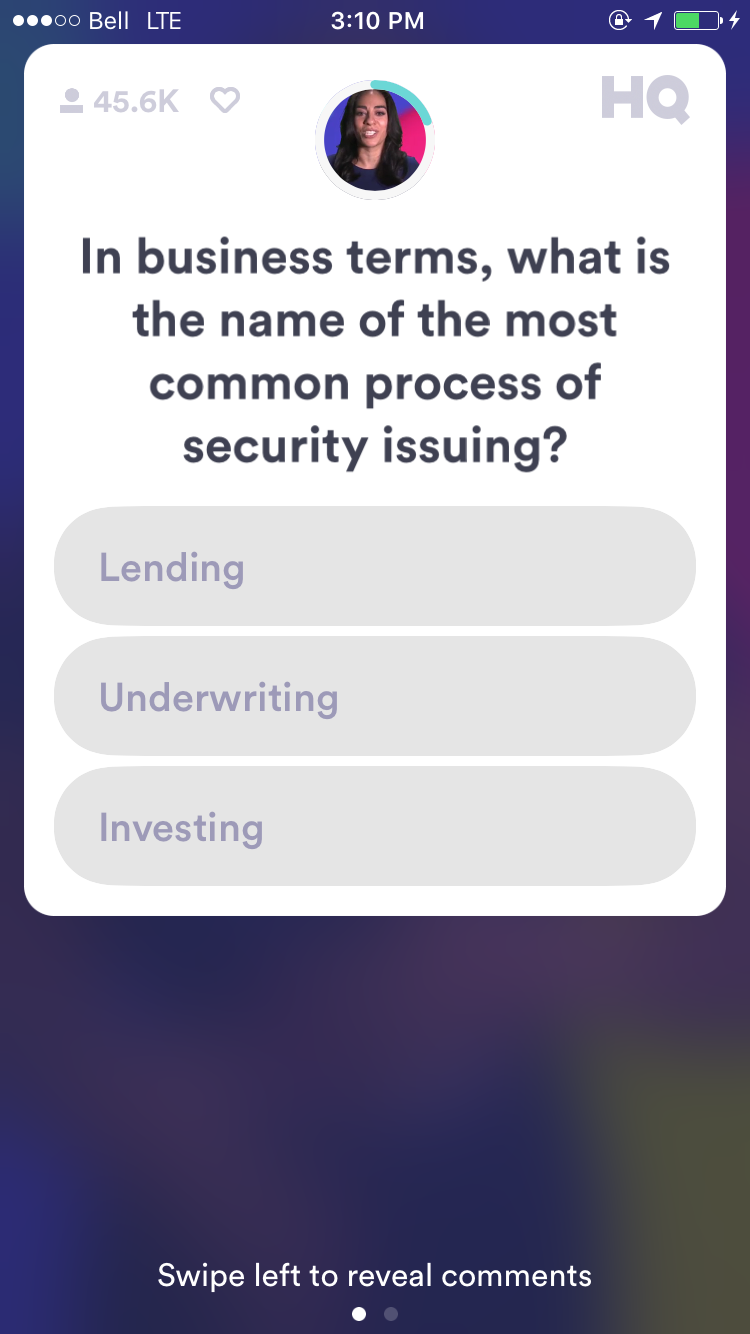 Bell LTE 3:10 PM
45.6K HQ
In business terms, what is
the name of the most
common process of
security issuing?
Lending
Underwriting
Investing
Swipe left to reveal comments